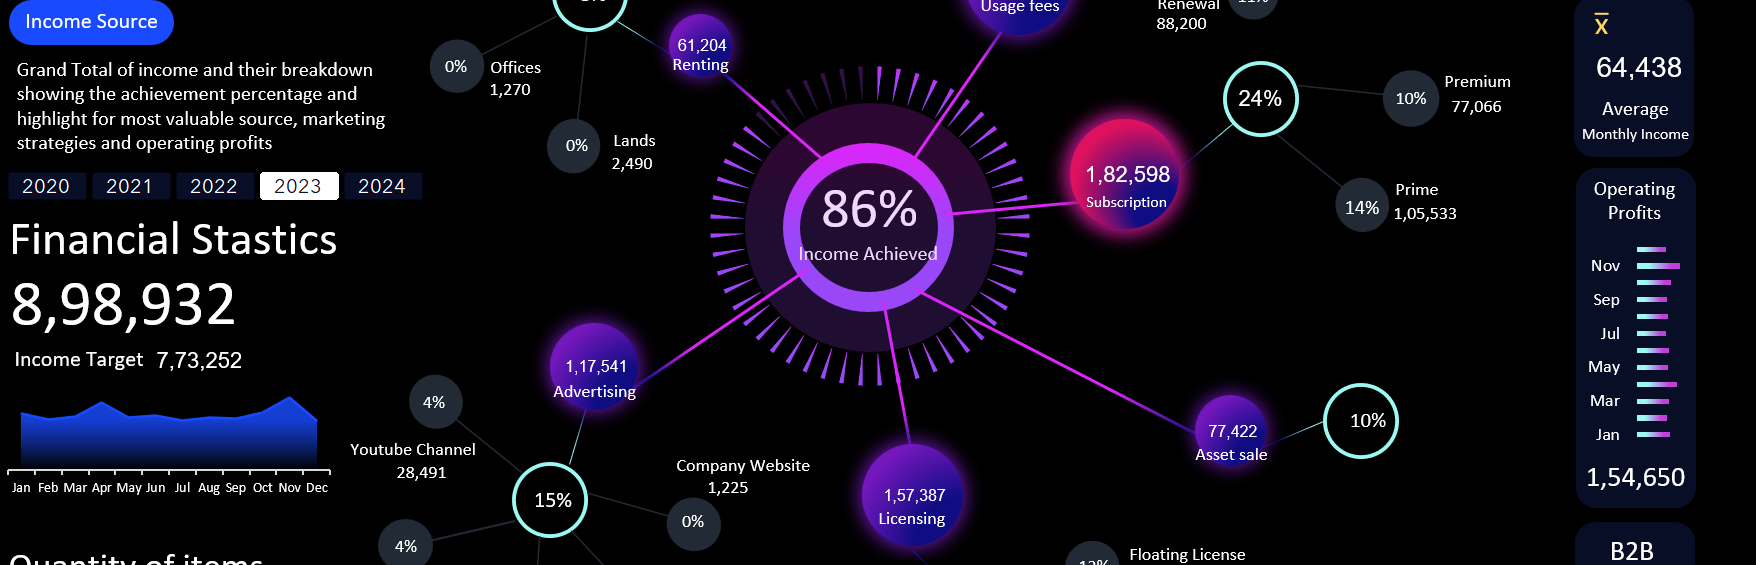 Income Source
Grand Total of income and their breakdown
showing the achievement percentage and
highlight for most valuable source, marketing
strategies and operating profits
2020
2021
2022
2023
2024
Financial Stastics
8,98,932
Income Target 7,73,252
Jan Feb Mar Apr May Jun Jul Aug Sep Oct Nov Dec
Quantity of items
0%
Offices
1,270
0%
Lands
2,490
61,204
Renting
Usage fees
86%
Income Achieved
Renewal
88,200
11%
1,82,598
Subscription
24%
10%
Premium
77,066
14%
Prime
1,05,533
1,17,541
Advertising
4%
Youtube Channel
28,491
15%
4%
Company Website
1,225
0%
1,57,387
Licensing
77,422
Asset sale
10%
Floating License
x̅
64,438
Average
Monthly Income
Operating
Profits
Nov
Sep
Jul
May
Mar
Jan
1,54,650
B2B